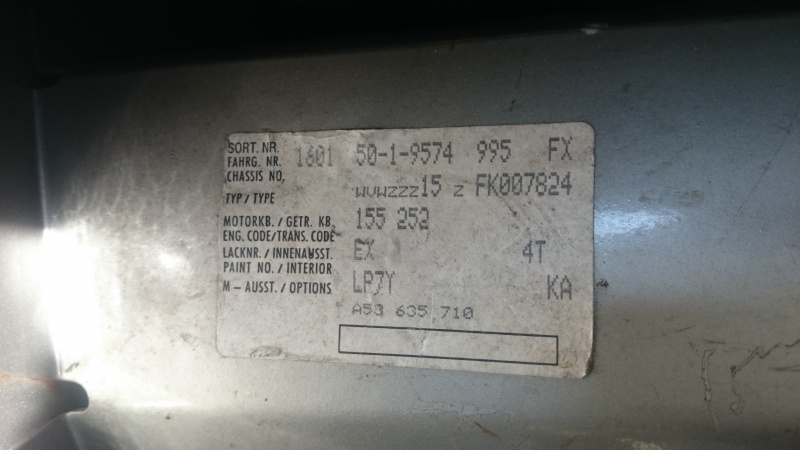 SORT. NR.
FAHRG. NR. 1601 50-1-9574 995 FX
CHASSIS NO,
WVWZZZ15 Z FK007824
TYP / TYPE
MOTORKB. / GETR. KB. 155 252
ENG. CODE/TRANS. CODE
LACKNR. / INNENAUSST. EX 4T
PAINT NO. / INTERIOR
M – AUSST. / OPTIONS LP7Y KA
A53 635 710